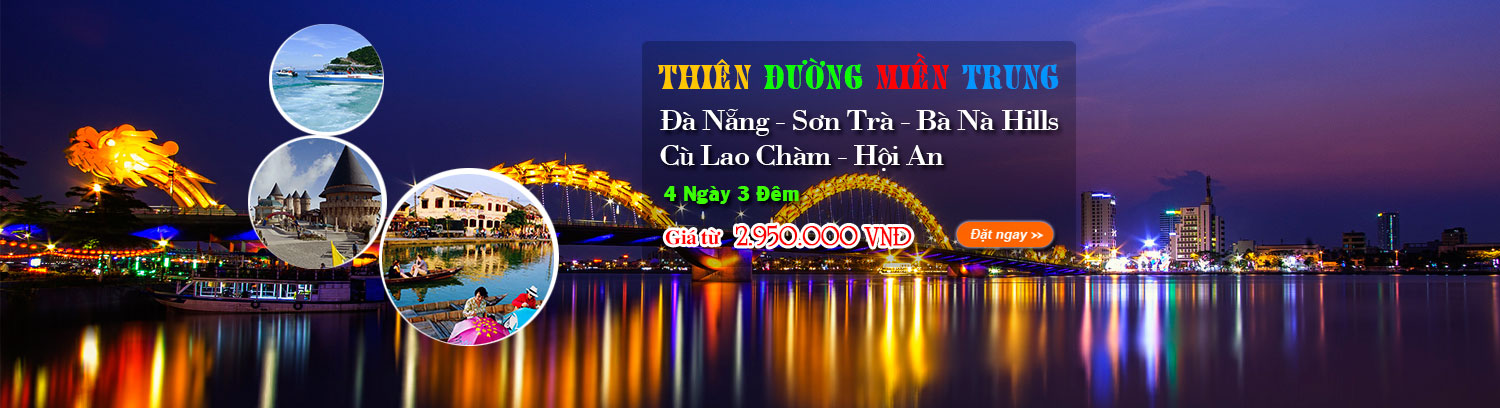 THIÊN ĐƯỜNG MIỀN TRUNG
Đà Nẵng - Sơn Trà - Bà Nà Hills
Cù Lao Chàm - Hội An
4 Ngày 3 Đêm
Giá từ 2.950.000 VNĐ
Đặt ngay >>